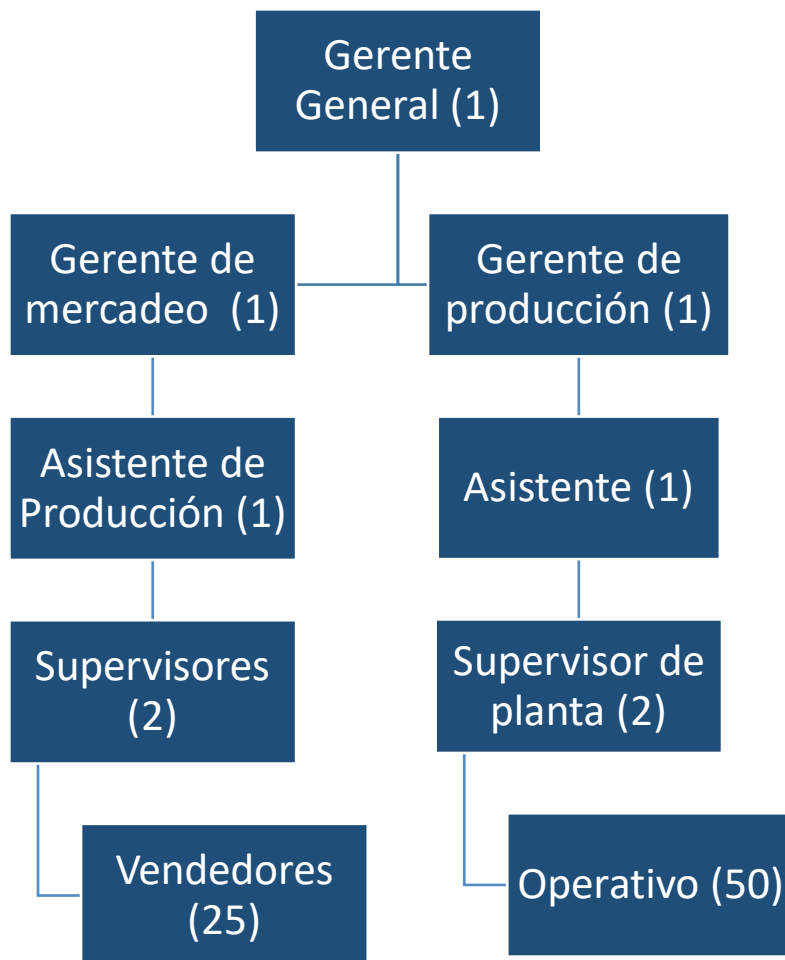 Gerente
General (1)
Gerente de
mercadeo  (1)
Gerente de
producción (1)
Asistente de
Producción (1)
Asistente (1)
Supervisores
(2)
Supervisor de
planta (2)
Vendedores
(25)
Operativo (50)